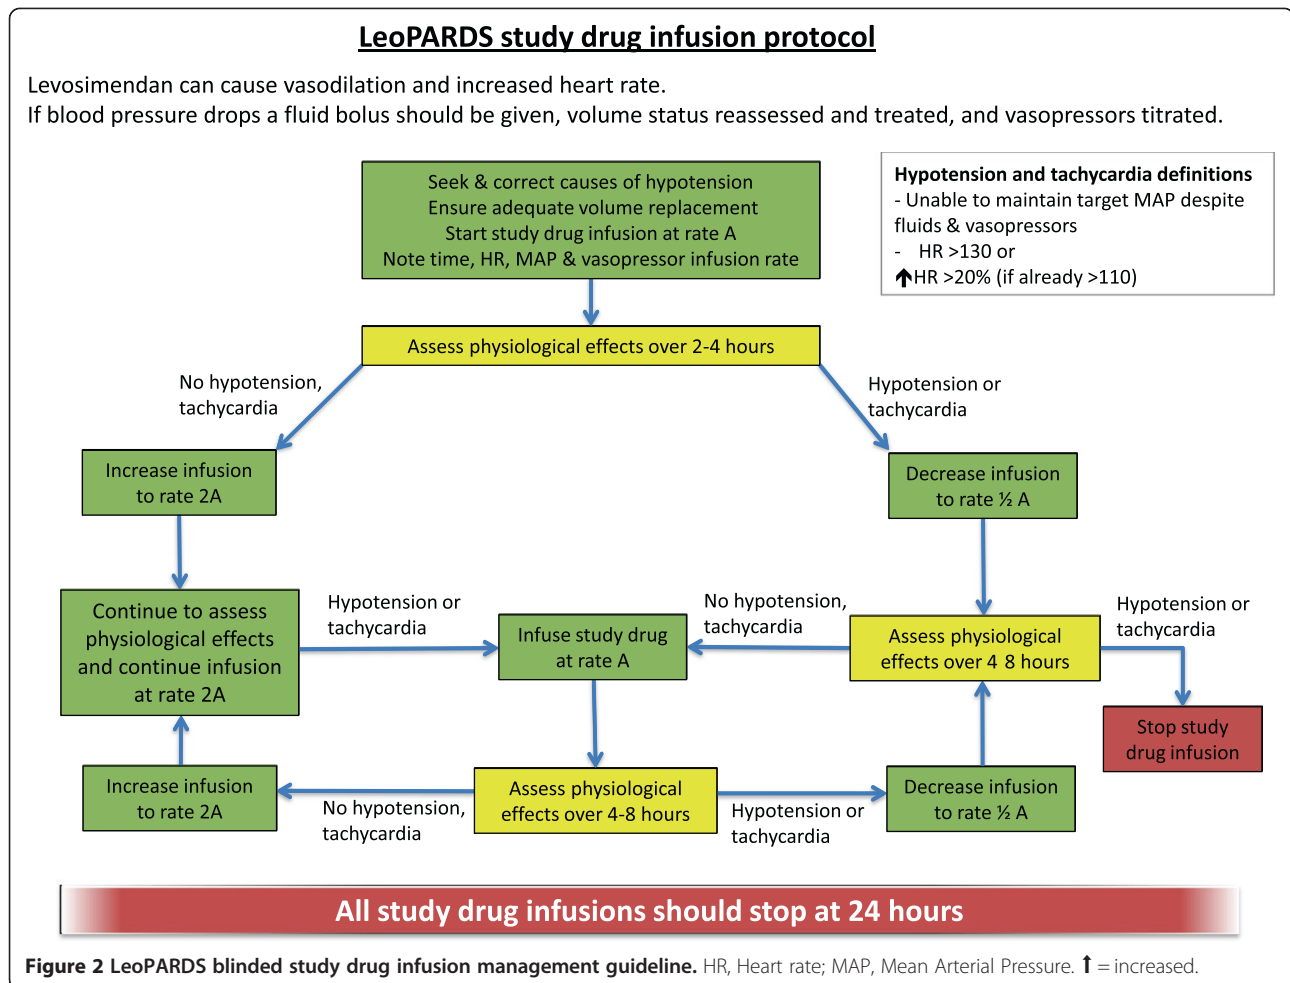 LeoPARDS study drug infusion protocol
Levosimendan can cause vasodilation and increased heart rate.
If blood pressure drops a fluid bolus should be given, volume status reassessed and treated, and vasopressors titrated.
Seek & correct causes of hypotension
Ensure adequate volume replacement
Start study drug infusion at rate A
Note time, HR, MAP & vasopressor infusion rate
Hypotension and tachycardia definitions
- Unable to maintain target MAP despite
fluids & vasopressors
- HR >130 or
⬆HR >20% (if already >110)
Assess physiological effects over 2-4 hours
No hypotension,
tachycardia
Hypotension or
tachycardia
Increase infusion
to rate 2A
Decrease infusion
to rate ½ A
Continue to assess
physiological effects
and continue infusion
at rate 2A
Hypotension or
tachycardia
Infuse study drug
at rate A
No hypotension,
tachycardia
Assess physiological
effects over 4 8 hours
Hypotension or
tachycardia
Stop study
drug infusion
Increase infusion
to rate 2A
No hypotension,
tachycardia
Assess physiological
effects over 4-8 hours
Hypotension or
tachycardia
Decrease infusion
to rate ½ A
All study drug infusions should stop at 24 hours
Figure 2 LeoPARDS blinded study drug infusion management guideline. HR, Heart rate; MAP, Mean Arterial Pressure. ⬆ = increased.